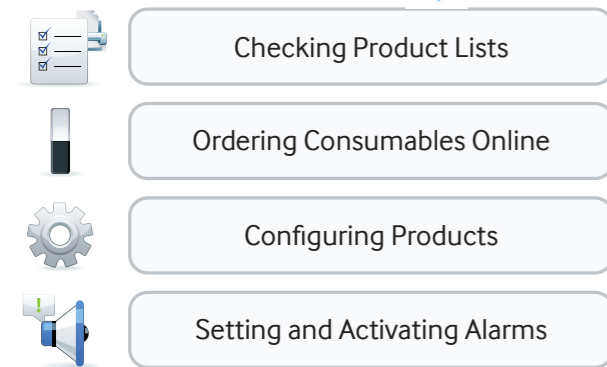 Checking Product Lists
Ordering Consumables Online
Configuring Products
Setting and Activating Alarms